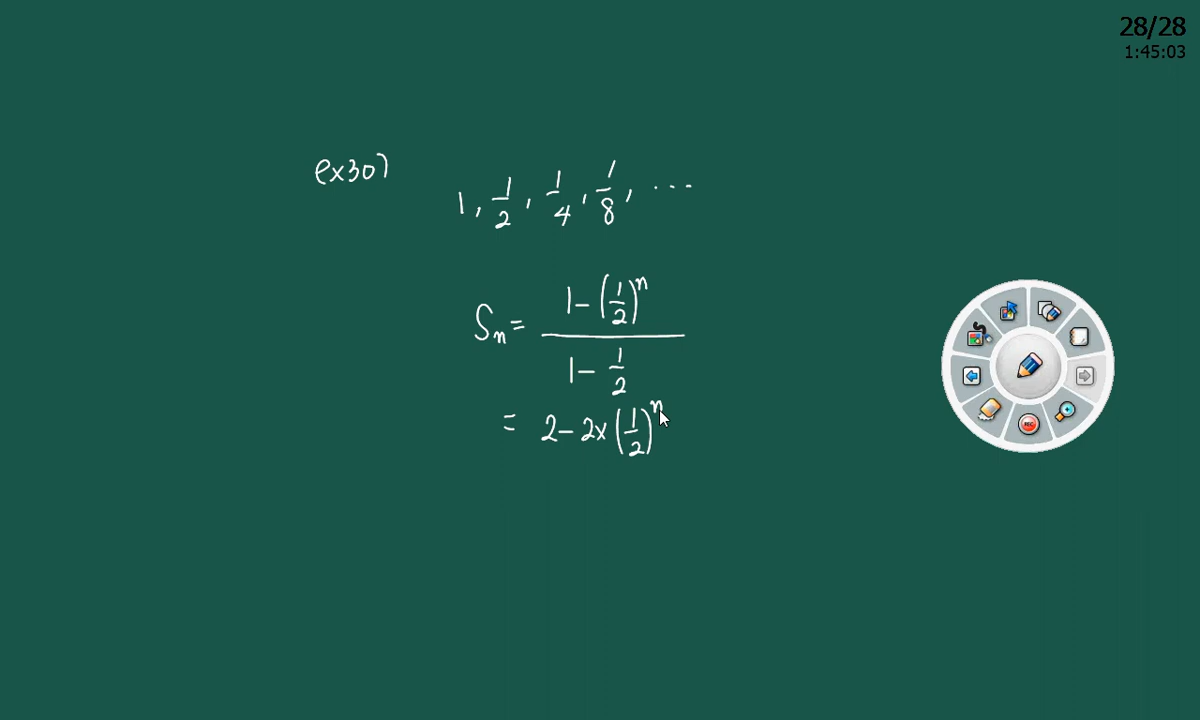 28/28
1:45:03
ex30)
1, 1/2, 1/4, 1/8, ...
Sn = (1 - (1/2)^n) / (1 - 1/2)
= 2 - 2x(1/2)^n
REC